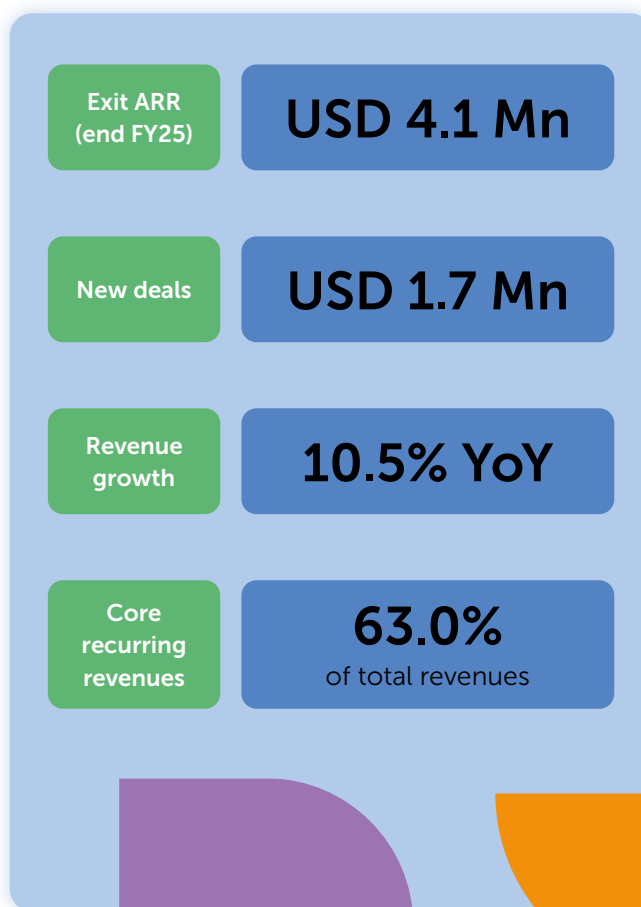 Exit ARR
(end FY25)
USD 4.1 Mn
New deals
USD 1.7 Mn
Revenue
growth
10.5% YoY
Core
recurring
revenues
63.0%
of total revenues